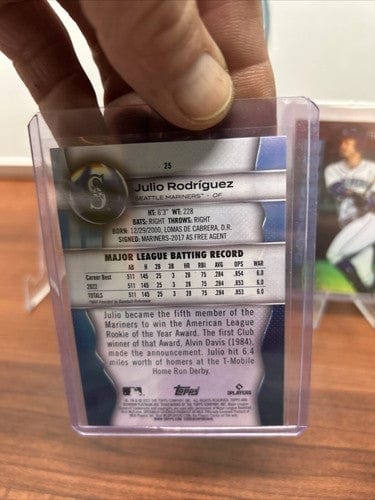 25
Julio Rodríguez
SEATTLE MARINERS™ - OF
HT: 6'3" WT: 228
BATS: RIGHT THROWS: RIGHT
BORN: 12/29/2000, LOMAS DE CABRERA, D.R.
SIGNED: MARINERS-2017 AS FREE AGENT
MAJOR LEAGUE BATTING RECORD
AB H 2B 3B HR RBI AVG. OPS WAR
Career Best 511 145 25 3 28 75 .284 .853 6.0
2022 511 145 25 3 28 75 .284 .853 6.0
TOTALS 511 145 25 3 28 75 .284 .853 6.0
Julio became the fifth member of the
Mariners to win the American League
Rookie of the Year Award. The first Club
winner of that Award, Alvin Davis (1984),
made the announcement. Julio hit 6.4
miles worth of homers at the T-Mobile
Home Run Derby.
Topps
PLAYERS